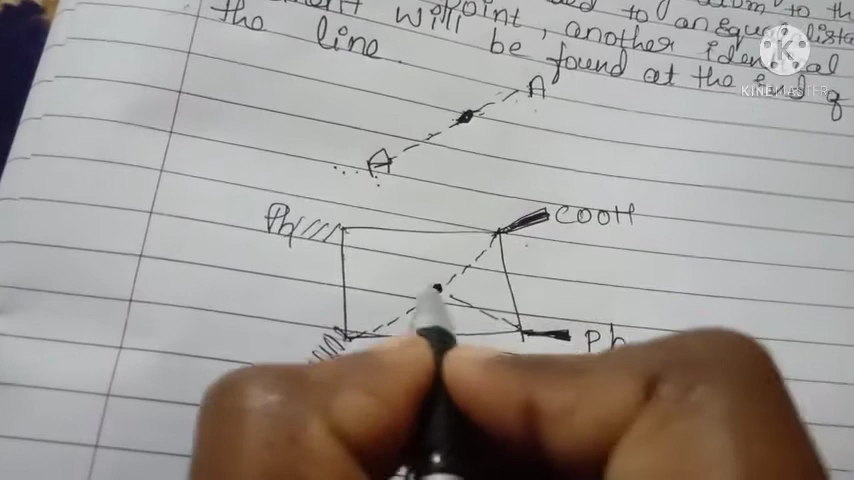 to an equal dista
point, another identical
the line. will be found at the end of
A
A
Ph COOH
Ph
KINEMASTER